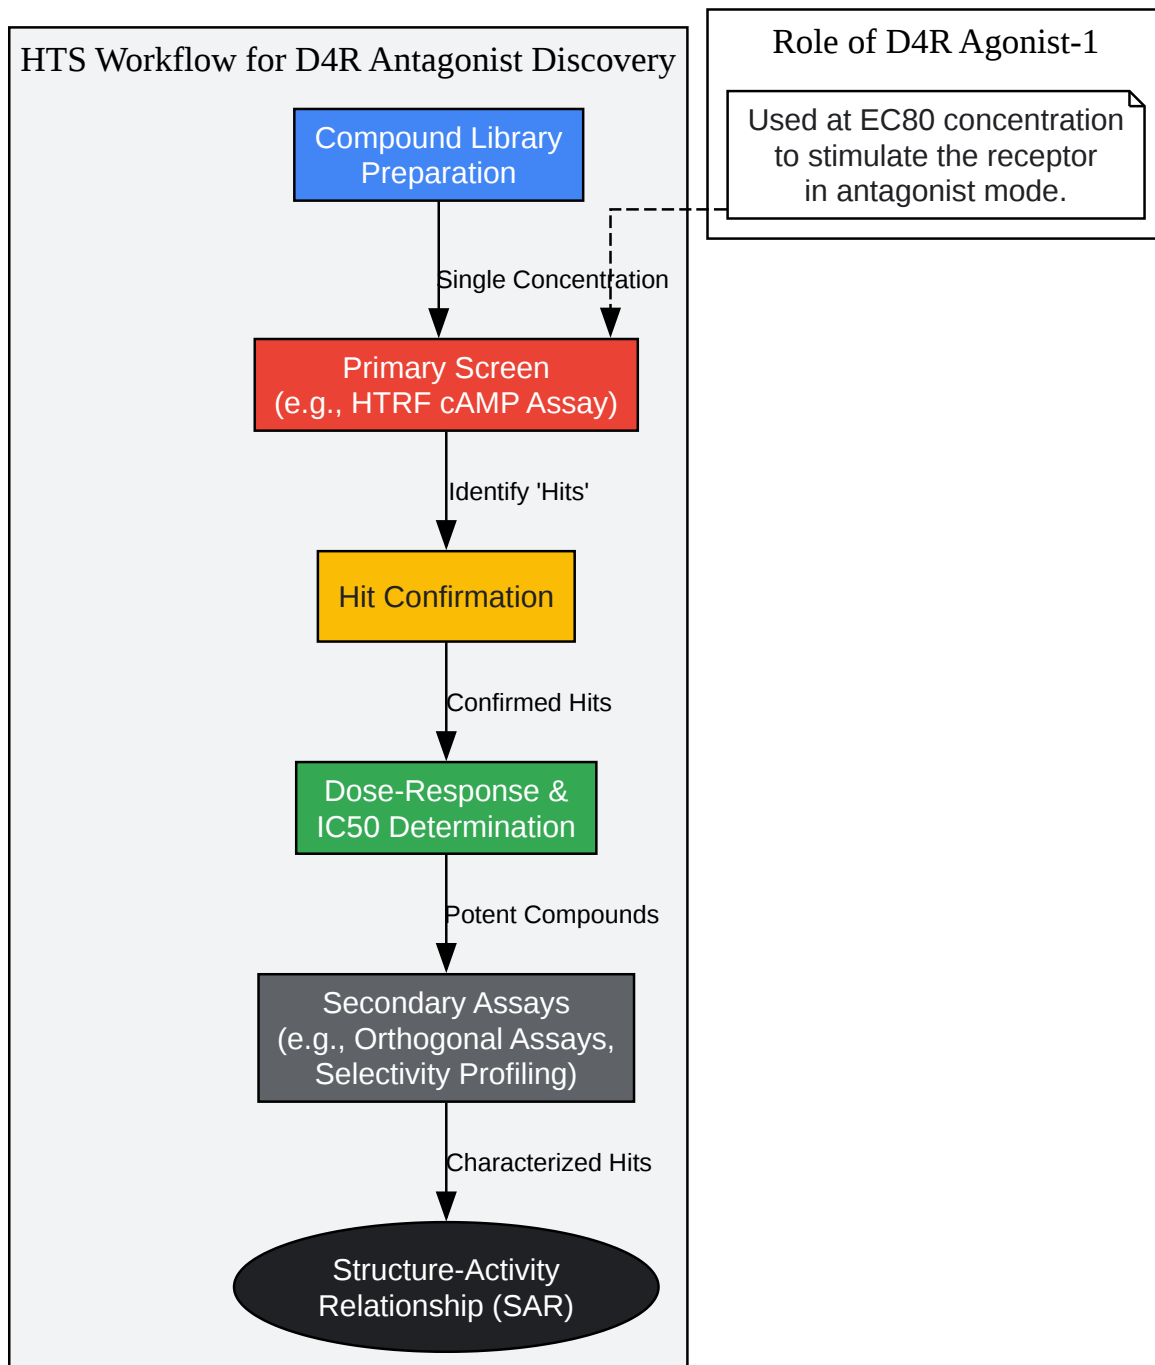 HTS Workflow for D4R Antagonist Discovery
Role of D4R Agonist-1
Used at EC80 concentration
to stimulate the receptor
in antagonist mode.
Compound Library
Preparation
Single Concentration
Primary Screen
(e.g., HTRF cAMP Assay)
Identify 'Hits'
Hit Confirmation
Confirmed Hits
Dose-Response &
IC50 Determination
Potent Compounds
Secondary Assays
(e.g., Orthogonal Assays,
Selectivity Profiling)
Characterized Hits
Structure-Activity
Relationship (SAR)